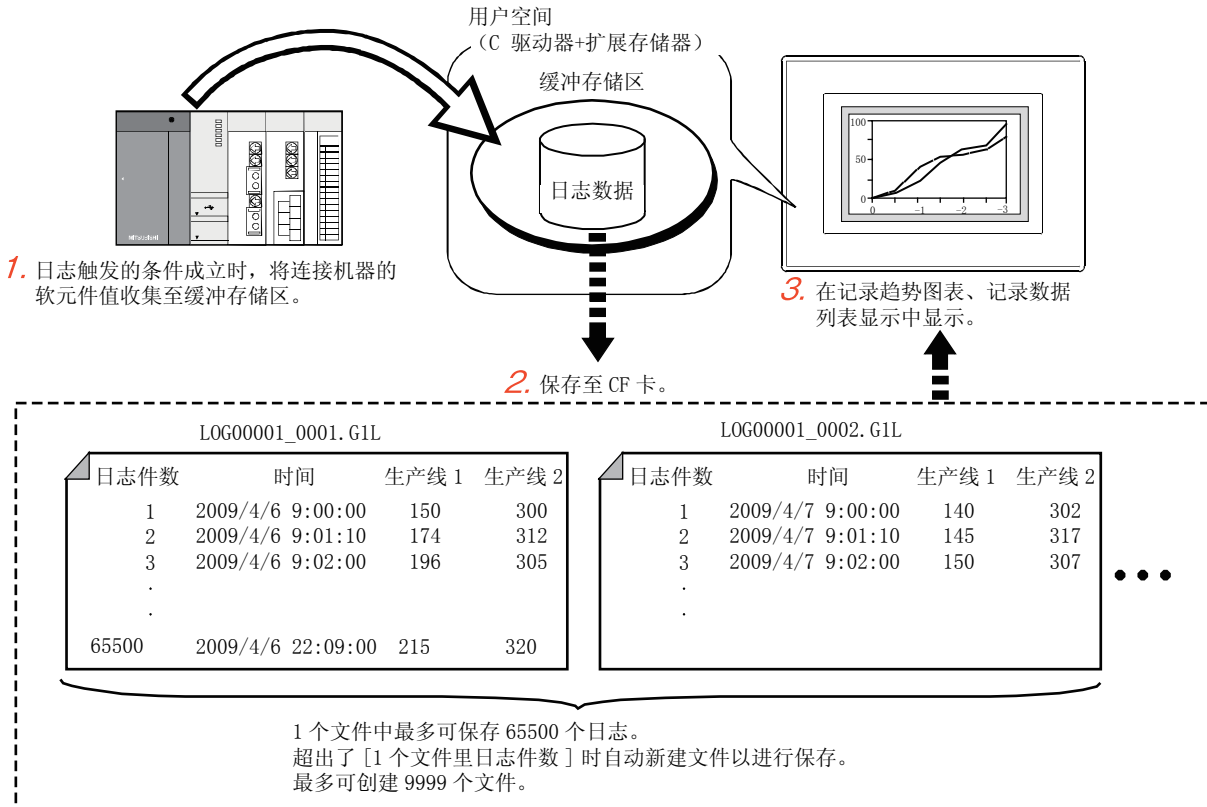 用户空间
（C 驱动器+扩展存储器）
缓冲存储区
日志数据
MITSUBISHI
100
50
0
0 -1 -2 -3
1. 日志触发的条件成立时，将连接机器的
软元件值收集至缓冲存储区。
3. 在记录趋势图表、记录数据
列表显示中显示。
2. 保存至 CF 卡。
LOG00001_0001.G1L
日志件数 时间 生产线 1 生产线 2
1 2009/4/6 9:00:00 150 300
2 2009/4/6 9:01:10 174 312
3 2009/4/6 9:02:00 196 305
.
.
65500 2009/4/6 22:09:00 215 320
LOG00001_0002.G1L
日志件数 时间 生产线 1 生产线 2
1 2009/4/7 9:00:00 140 302
2 2009/4/7 9:01:10 145 317
3 2009/4/7 9:02:00 150 307
.
.
1 个文件中最多可保存 65500 个日志。
超出了 [1 个文件里日志件数 ] 时自动新建文件以进行保存。
最多可创建 9999 个文件。